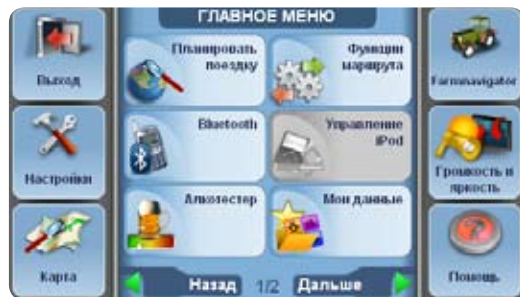 ГЛАВНОЕ МЕНЮ
Выход
Планировать
поездку
Функции
маршрута
Farmnavigator
Настройки
Bluetooth
Управление
iPod
Громкость и
яркость
Карта
Алкотестер
Мои данные
Помощь
Назад 1/2 Дальше